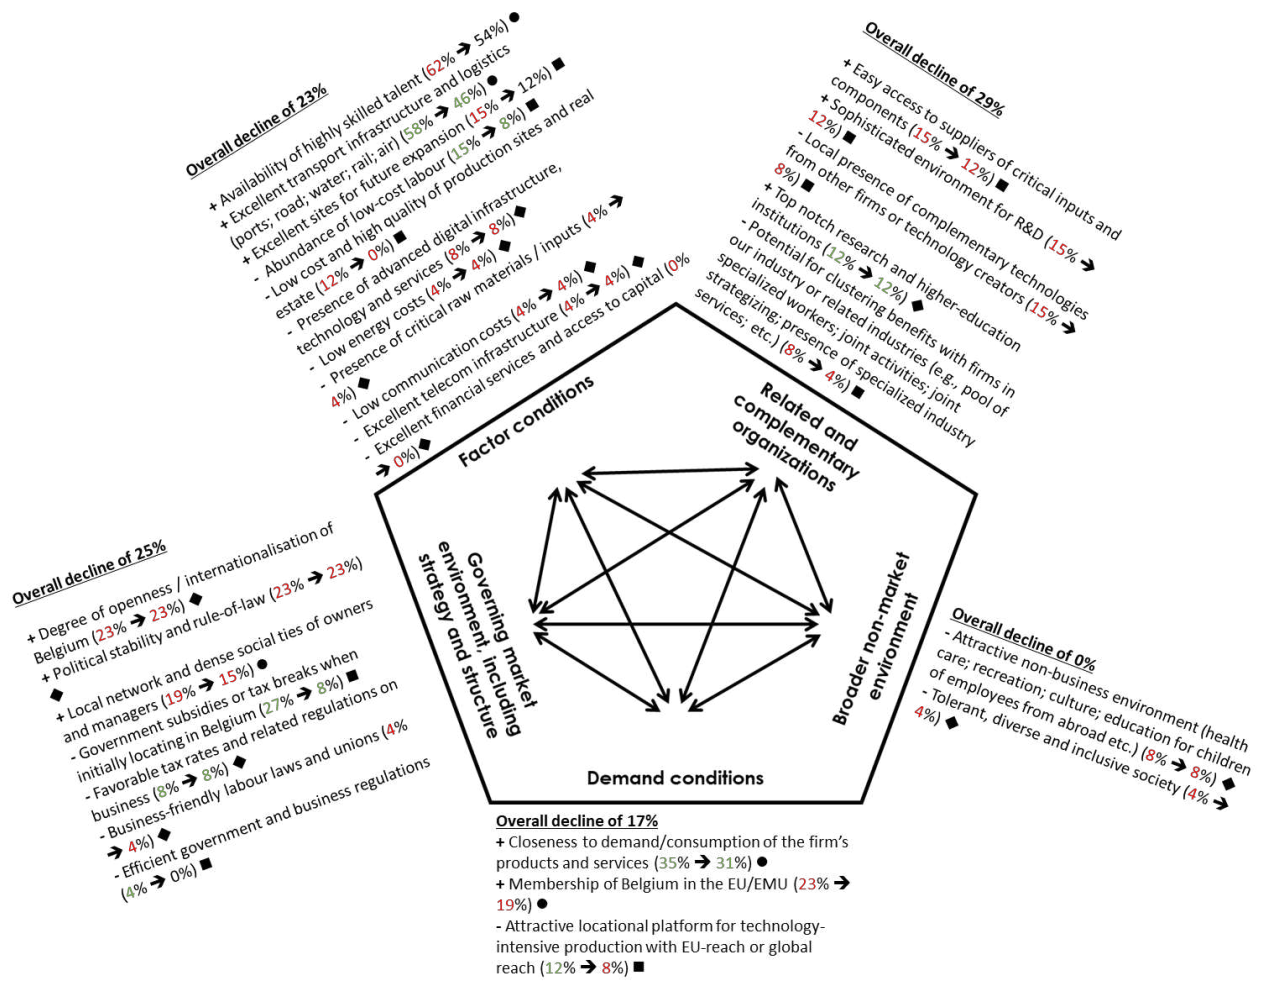 Overall decline of 23%
+ Availability of highly skilled talent (62% ➔ 54%) ●
+ Excellent transport infrastructure and logistics
(ports; road; water; rail; air) (58% ➔ 46%) ●
+ Excellent sites for future expansion (15% ➔ 12%) ■
- Abundance of low-cost labour (15% ➔ 8%) ■
- Low cost and high quality of production sites and real
estate (12% ➔ 0%) ■
- Presence of advanced digital infrastructure,
technology and services (8% ➔ 8%) ◆
- Low energy costs (4% ➔ 4%) ◆
- Presence of critical raw materials / inputs (4% ➔
4%) ◆
- Low communication costs (4% ➔ 4%) ◆
- Excellent telecom infrastructure (4% ➔ 4%) ◆
- Excellent financial services and access to capital (0%
➔ 0%) ◆
Overall decline of 29%
+ Easy access to suppliers of critical inputs and
components (15% ➔ 12%) ■
+ Sophisticated environment for R&D (15% ➔
12%) ■
- Local presence of complementary technologies
from other firms or technology creators (15% ➔
8%) ■
+ Top notch research and higher-education
institutions (12% ➔ 12%) ◆
- Potential for clustering benefits with firms in
our industry or related industries (e.g., pool of
specialized workers; joint activities; joint
strategizing; presence of specialized industry
services; etc.) (8% ➔ 4%) ■
Factor conditions
Related and
complementary
organizations
Governing market
environment, including
strategy and structure
Broader non-market
environment
Demand conditions
Overall decline of 25%
+ Degree of openness / internationalisation of
Belgium (23% ➔ 23%) ◆
+ Political stability and rule-of-law (23% ➔ 23%)
◆
+ Local network and dense social ties of owners
and managers (19% ➔ 15%) ●
- Government subsidies or tax breaks when
initially locating in Belgium (27% ➔ 8%) ■
- Favorable tax rates and related regulations on
business (8% ➔ 8%) ◆
- Business-friendly labour laws and unions (4%
➔ 4%) ◆
- Efficient government and business regulations
(4% ➔ 0%) ■
Overall decline of 0%
- Attractive non-business environment (health
care; recreation; culture; education for children
of employees from abroad etc.) (8% ➔ 8%) ◆
- Tolerant, diverse and inclusive society (4% ➔
4%) ◆
Overall decline of 17%
+ Closeness to demand/consumption of the firm's
products and services (35% ➔ 31%) ●
+ Membership of Belgium in the EU/EMU (23% ➔
19%) ●
- Attractive locational platform for technology-
intensive production with EU-reach or global
reach (12% ➔ 8%) ■